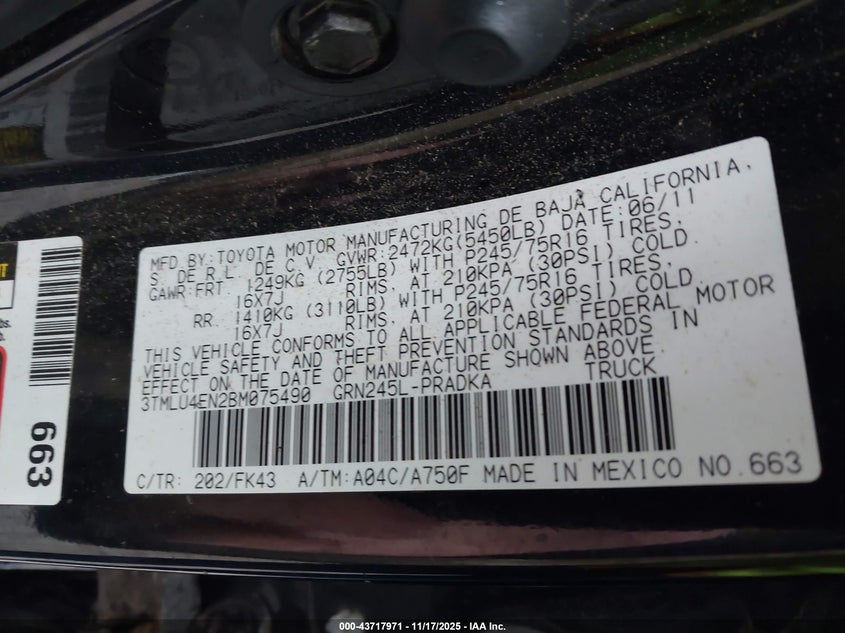 MFD BY:TOYOTA MOTOR MANUFACTURING DE BAJA CALIFORNIA,
S. DE R.L. DE C.V. GVWR:2472KG(5450LB) DATE:06/11
GAWR:FRT 1249KG (2755LB) WITH P245/75R16 TIRES,
16X7J RIMS, AT 210KPA (30PSI) COLD
RR 1410KG (3110LB) WITH P245/75R16 TIRES,
16X7J RIMS, AT 210KPA (30PSI) COLD
THIS VEHICLE CONFORMS TO ALL APPLICABLE FEDERAL MOTOR
VEHICLE SAFETY AND THEFT PREVENTION STANDARDS IN
EFFECT ON THE DATE OF MANUFACTURE SHOWN ABOVE.
3TMLU4EN2BM075490 GRN245L-PRADKA TRUCK
C/TR: 202/FK43 A/TM:A04C/A750F MADE IN MEXICO NO.663
663
000-43717971 - 11/17/2025 - IAA Inc.